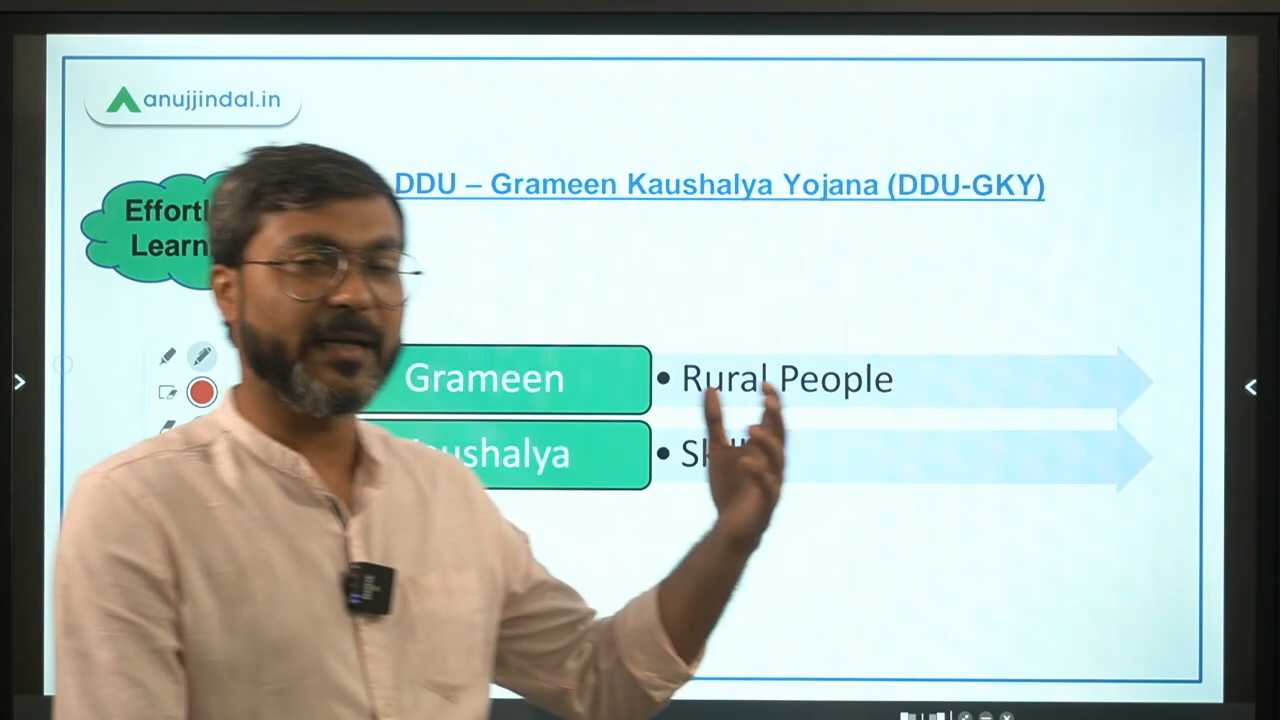 anujjindal.in
DDU – Grameen Kaushalya Yojana (DDU-GKY)
Grameen
• Rural People